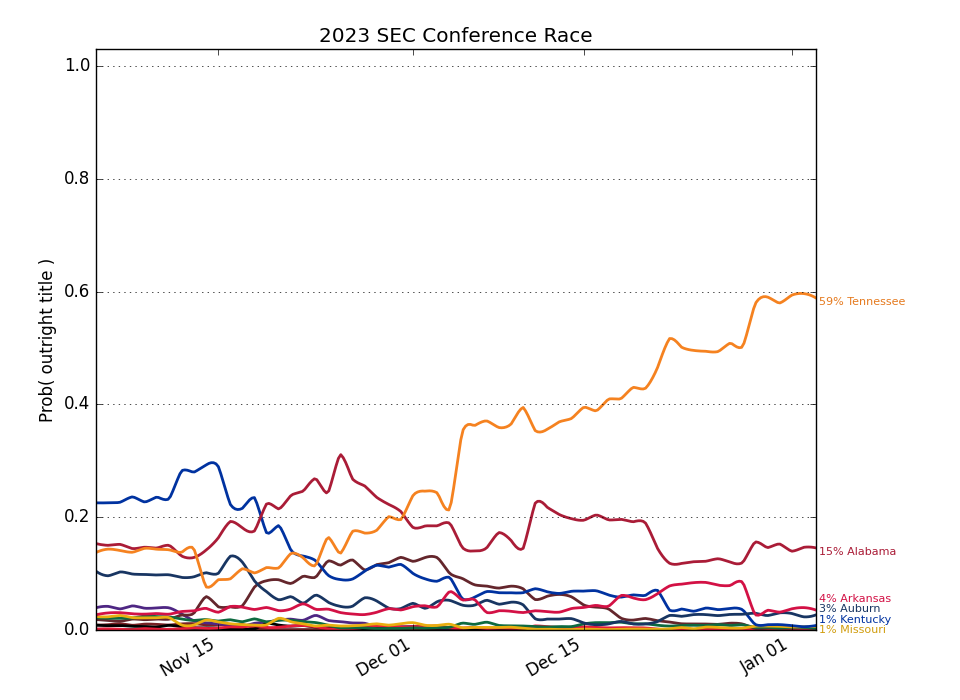 2023 SEC Conference Race
Prob( outright title )
1.0
0.8
0.6
0.4
0.2
0.0
59% Tennessee
15% Alabama
4% Arkansas
3% Auburn
1% Kentucky
1% Missouri
Nov 15
Dec 01
Dec 15
Jan 01